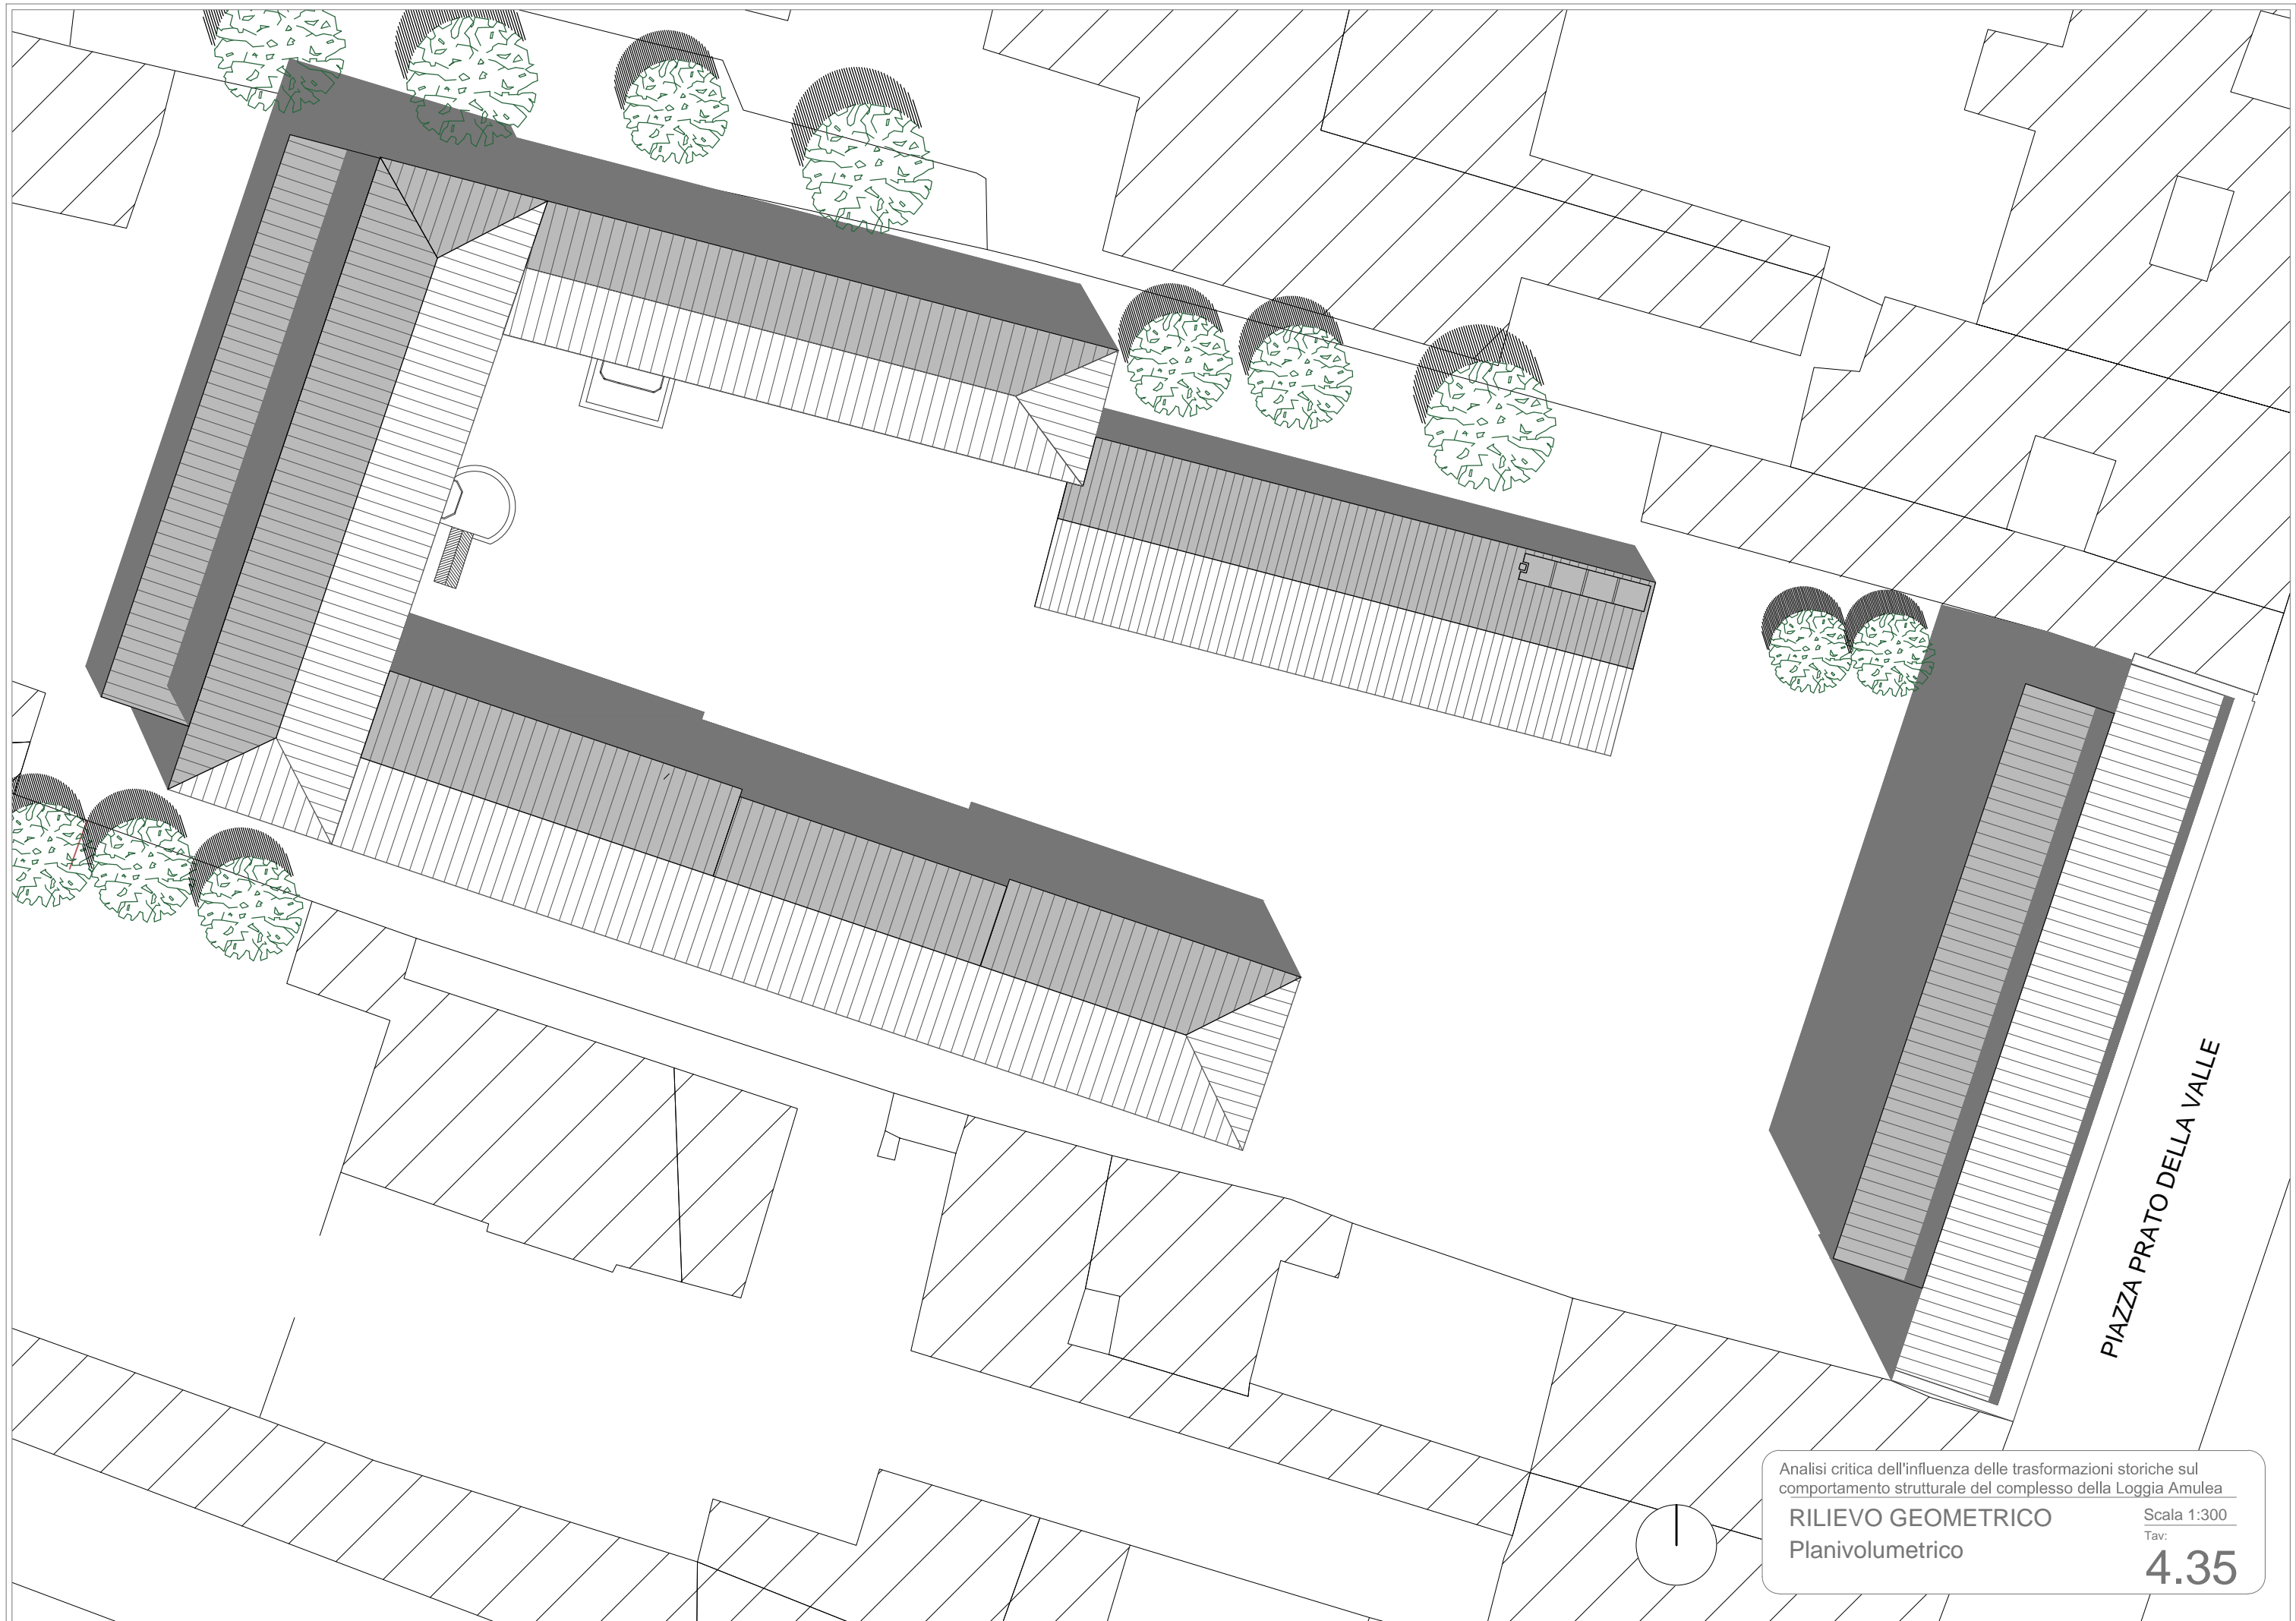 PIAZZA PRATO DELLA VALLE
Analisi critica dell'influenza delle trasformazioni storiche sul
comportamento strutturale del complesso della Loggia Amulea
RILIEVO GEOMETRICO
Planivolumetrico
Scala 1:300
Tav:
4.35